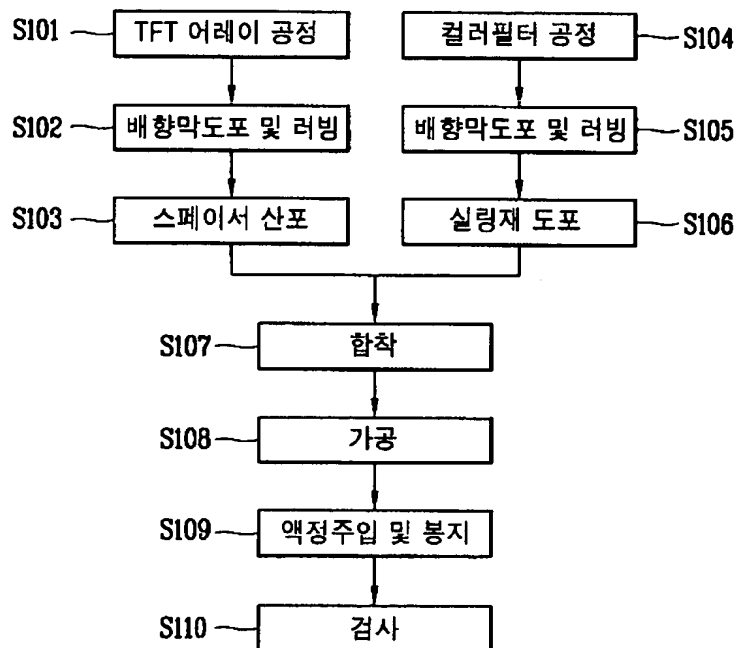 S101
TFT 어레이 공정
컬러필터 공정
S104
S102
배향막도포 및 러빙
배향막도포 및 러빙
S105
S103
스페이서 산포
실링재 도포
S106
S107
합착
S108
가공
S109
액정주입 및 봉지
S110
검사